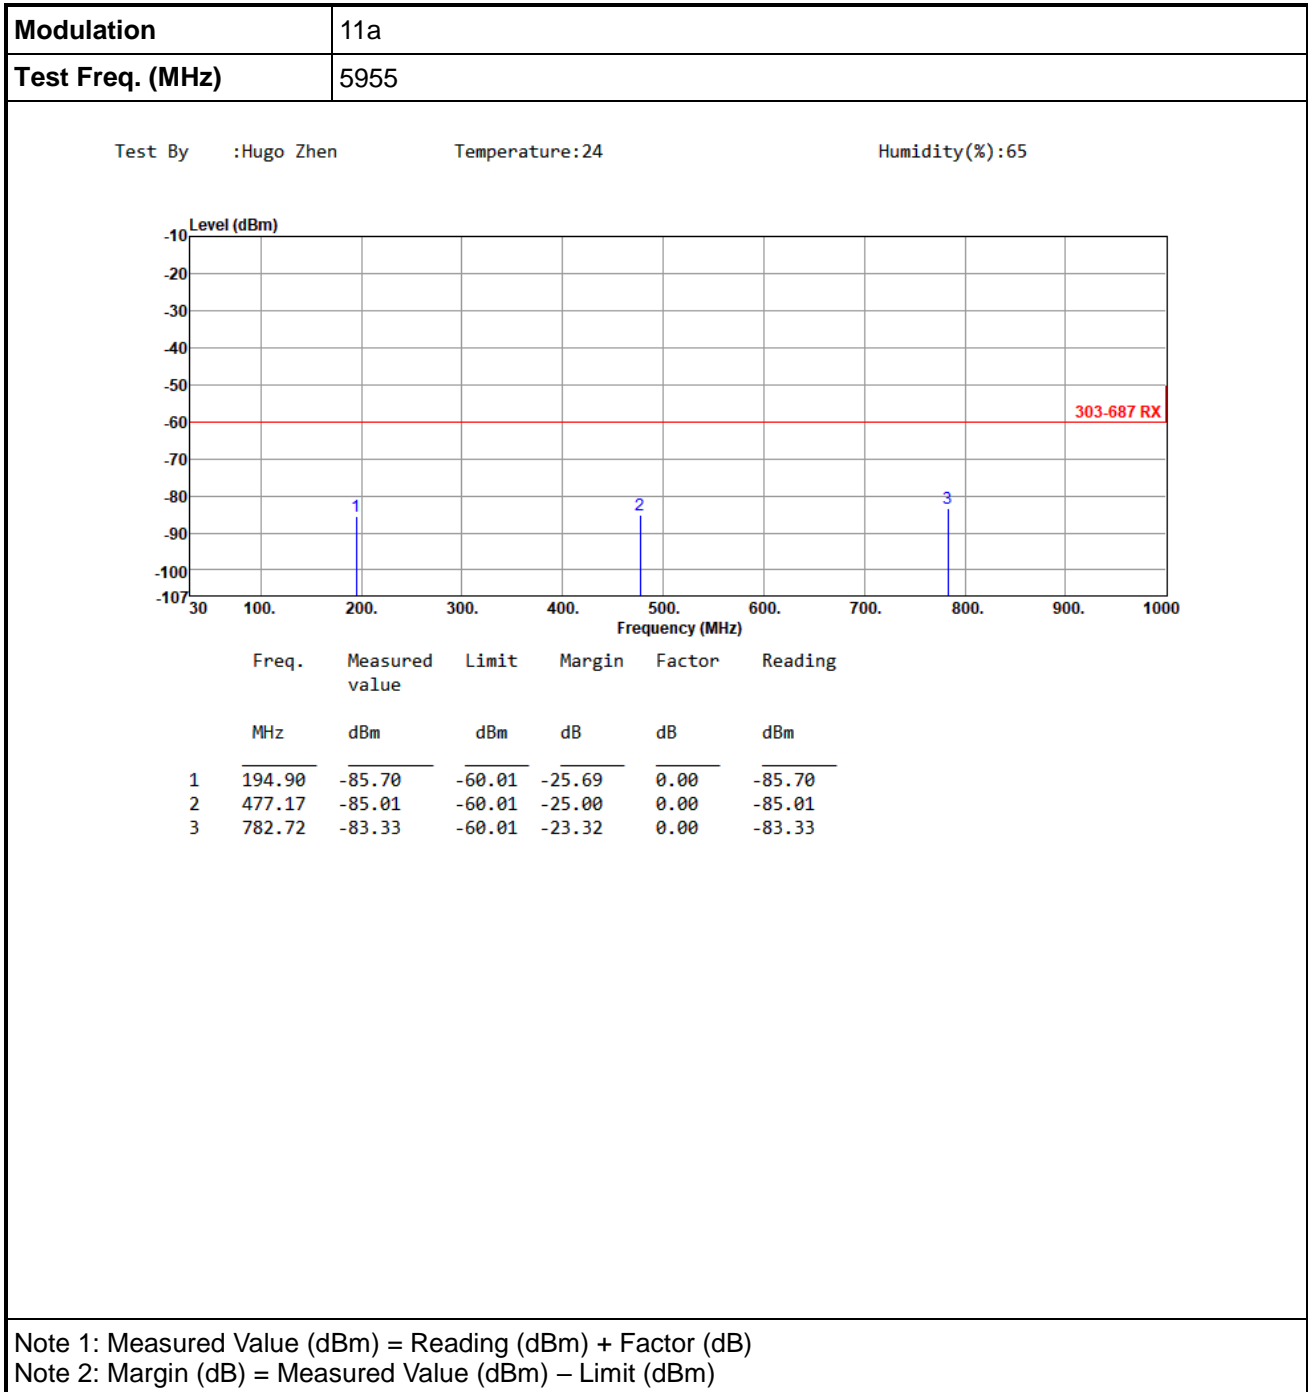 Modulation 11a
Test Freq. (MHz) 5955
Test By :Hugo Zhen Temperature:24 Humidity(%):65
Level (dBm)
-10
-20
-30
-40
-50
303-687 RX
-60
-70
-80
1 2 3
-90
-100
-107
30 100. 200. 300. 400. 500. 600. 700. 800. 900. 1000
Frequency (MHz)
Freq. Measured Limit Margin Factor Reading
value
MHz dBm dBm dB dB dBm
1 194.90 -85.70 -60.01 -25.69 0.00 -85.70
2 477.17 -85.01 -60.01 -25.00 0.00 -85.01
3 782.72 -83.33 -60.01 -23.32 0.00 -83.33
Note 1: Measured Value (dBm) = Reading (dBm) + Factor (dB)
Note 2: Margin (dB) = Measured Value (dBm) – Limit (dBm)